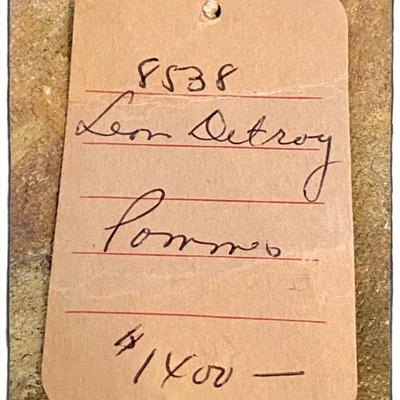 8538
Leon Detroy
Pommes
$1400 —